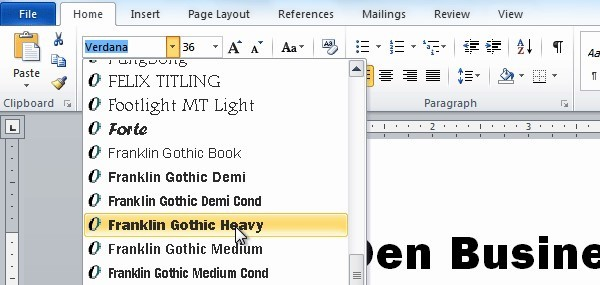 File Home Insert Page Layout References Mailings Review View
Verdana 36 A A Aa
Paste
FangSong
FELIX TITLING
Clipboard Paragraph
Footlight MT Light
Forte
L 2 3
Franklin Gothic Book
Franklin Gothic Demi
Franklin Gothic Demi Cond
Franklin Gothic Heavy
Franklin Gothic Medium Busine
Franklin Gothic Medium Cond